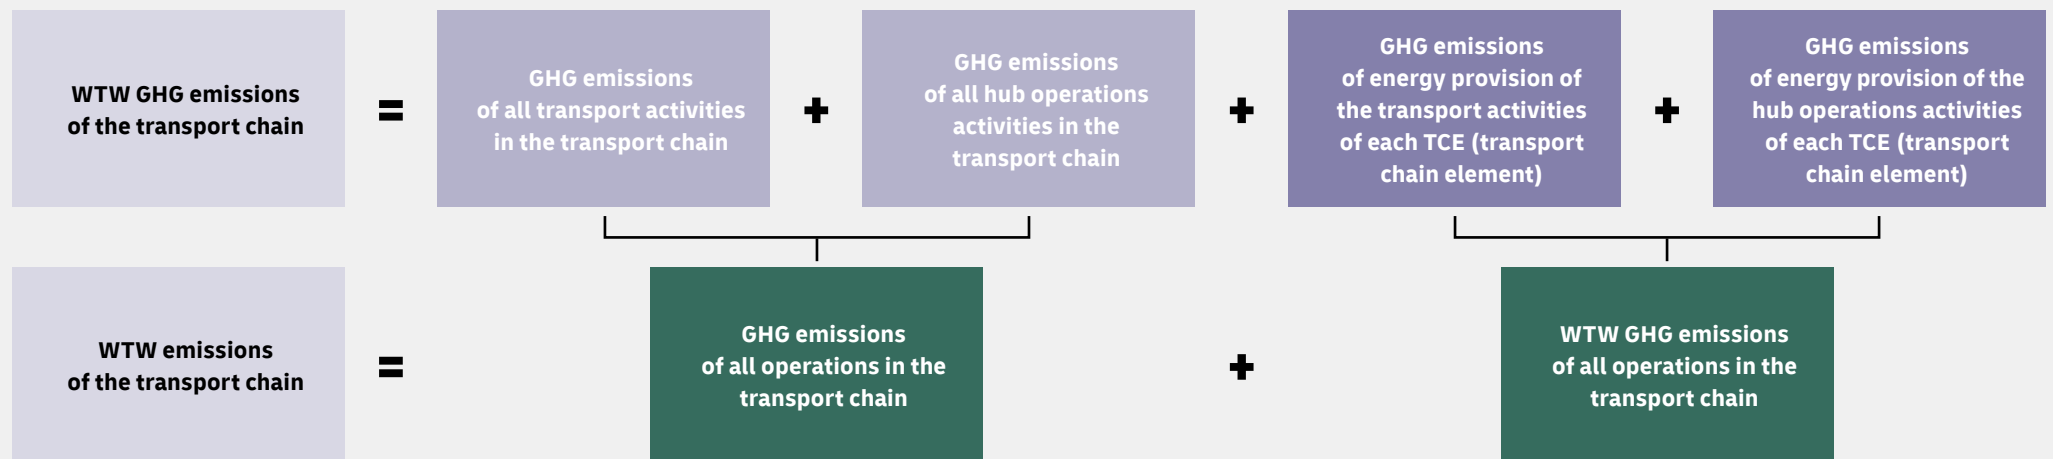 WTW GHG emissions
of the transport chain
=
GHG emissions
of all transport activities
in the transport chain
+
GHG emissions
of all hub operations
activities in the
transport chain
+
GHG emissions
of energy provision of
the transport activities
of each TCE (transport
chain element)
+
GHG emissions
of energy provision of the
hub operations activities
of each TCE (transport
chain element)
WTW emissions
of the transport chain
=
GHG emissions
of all operations in the
transport chain
+
WTW GHG emissions
of all operations in the
transport chain